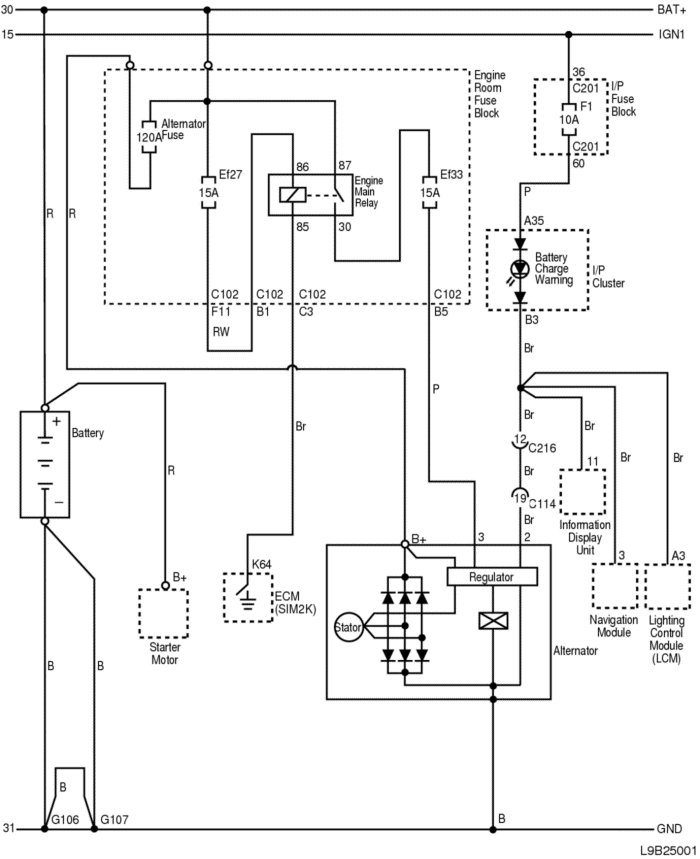 30
BAT+
15
IGN1
Engine
Room
Fuse
Block
36
C201
F1
10A
C201
60
I/P
Fuse
Block
Alternator
Fuse
120A
Ef27
15A
86
87
Engine
Main
Relay
85
30
Ef33
15A
P
A35
Battery
Charge
Warning
I/P
Cluster
B3
R
R
C102
C102
C102
C102
F11
B1
C3
B5
RW
Br
P
Br
Br
Br
Br
Br
12
C216
Br
19
C114
Br
11
Information
Display
Unit
3
Navigation
Module
A3
Lighting
Control
Module
(LCM)
+
Battery
–
R
B+
Starter
Motor
K64
ECM
(SIM2K)
B+
3
2
Regulator
Stator
Alternator
B
B
B
G106
G107
B
31
GND
L9B25001